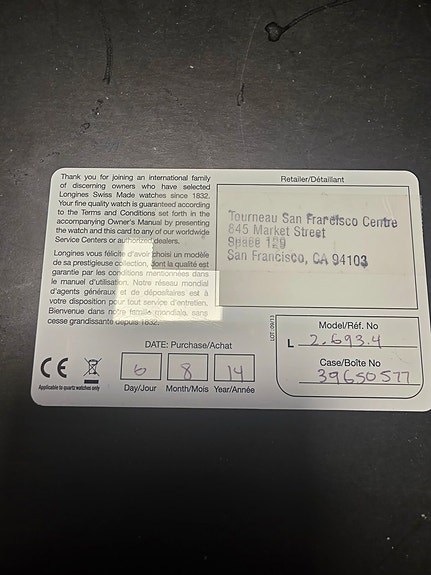 Thank you for joining an international family
of discerning owners who have selected
Longines Swiss Made watches since 1832.
Your fine quality watch is guaranteed according
to the Terms and Conditions set forth in the
accompanying Owner's Manual by presenting
the watch and this card to any of our worldwide
Service Centers or authorized dealers.
Longines vous félicite d'avoir choisi un modèle
de sa prestigieuse collection, dont la qualité est
garantie par les conditions mentionnées dans
le manuel d'utilisation. Notre réseau mondial
d'agents généraux et de dépositaires est à
votre disposition pour tout service d'entretien.
Bienvenue dans notre famille mondiale, sans
cesse grandissante depuis 1832.
Retailer/Détaillant
Tourneau San Francisco Centre
845 Market Street
Space 129
San Francisco, CA 94103
DATE: Purchase/Achat
6 8 14
Day/Jour Month/Mois Year/Année
CE
Applicable to quartz watches only
Model/Réf. No
L 2.693.4
Case/Boîte No
39650577